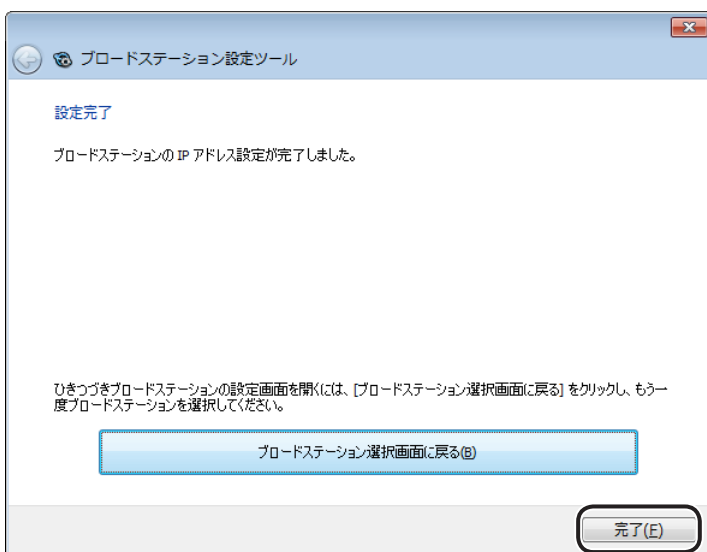 ブロードステーション設定ツール
設定完了
ブロードステーションの IP アドレス設定が完了しました。
ひきつづきブロードステーションの設定画面を開くには、[ブロードステーション選択画面に戻る] をクリックし、もう一
度ブロードステーションを選択してください。
ブロードステーション選択画面に戻る(B)
完了(F)